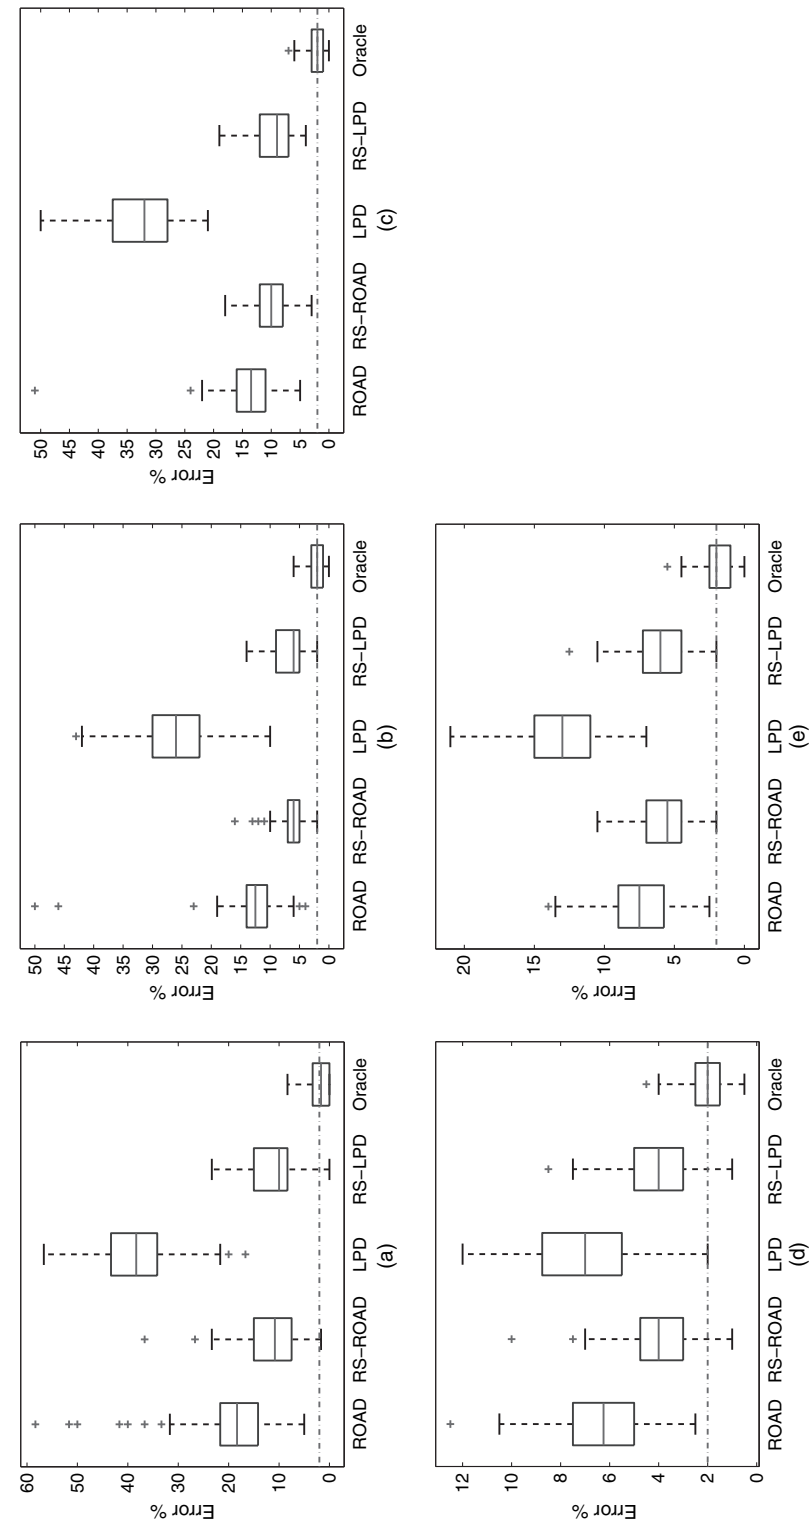 Error %
60
50
40
30
20
10
0
ROAD RS−ROAD LPD RS−LPD Oracle
(a)
Error %
50
45
40
35
30
25
20
15
10
5
0
ROAD RS−ROAD LPD RS−LPD Oracle
(b)
Error %
50
45
40
35
30
25
20
15
10
5
0
ROAD RS−ROAD LPD RS−LPD Oracle
(c)
Error %
12
10
8
6
4
2
0
ROAD RS−ROAD LPD RS−LPD Oracle
(d)
Error %
20
15
10
5
0
ROAD RS−ROAD LPD RS−LPD Oracle
(e)